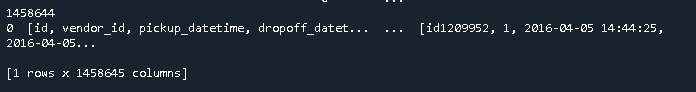 1458644
0  [id, vendor_id, pickup_datetime, dropoff_datet...  ...  [id1209952, 1, 2016-04-05 14:44:25,
2016-04-05...
[1 rows x 1458645 columns]